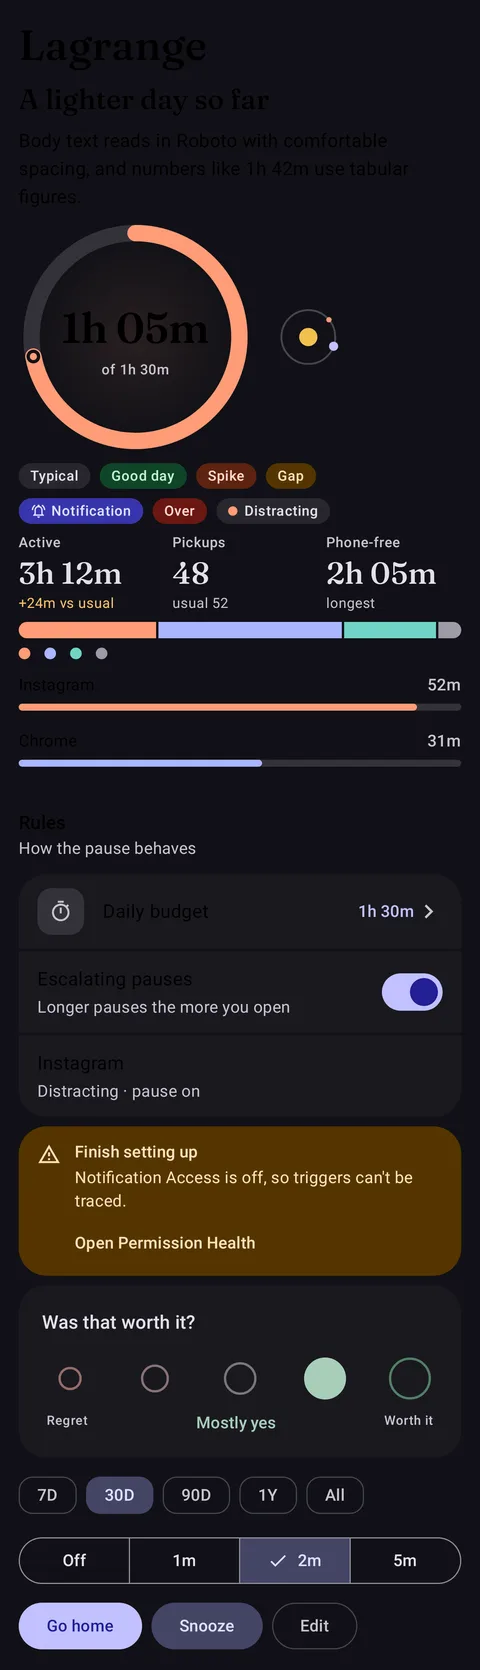 Lagrange
A lighter day so far
Body text reads in Roboto with comfortable
spacing, and numbers like 1h 42m use tabular
figures.
1h 05m
of 1h 30m
Typical Good day Spike Gap
Notification Over Distracting
Active Pickups Phone-free
3h 12m 48 2h 05m
+24m vs usual usual 52 longest
Instagram 52m
Chrome 31m
Rules
How the pause behaves
Daily budget 1h 30m
Escalating pauses
Longer pauses the more you open
Instagram
Distracting · pause on
Finish setting up
Notification Access is off, so triggers can't be
traced.
Open Permission Health
Was that worth it?
Regret Mostly yes Worth it
7D 30D 90D 1Y All
Off 1m 2m 5m
Go home Snooze Edit